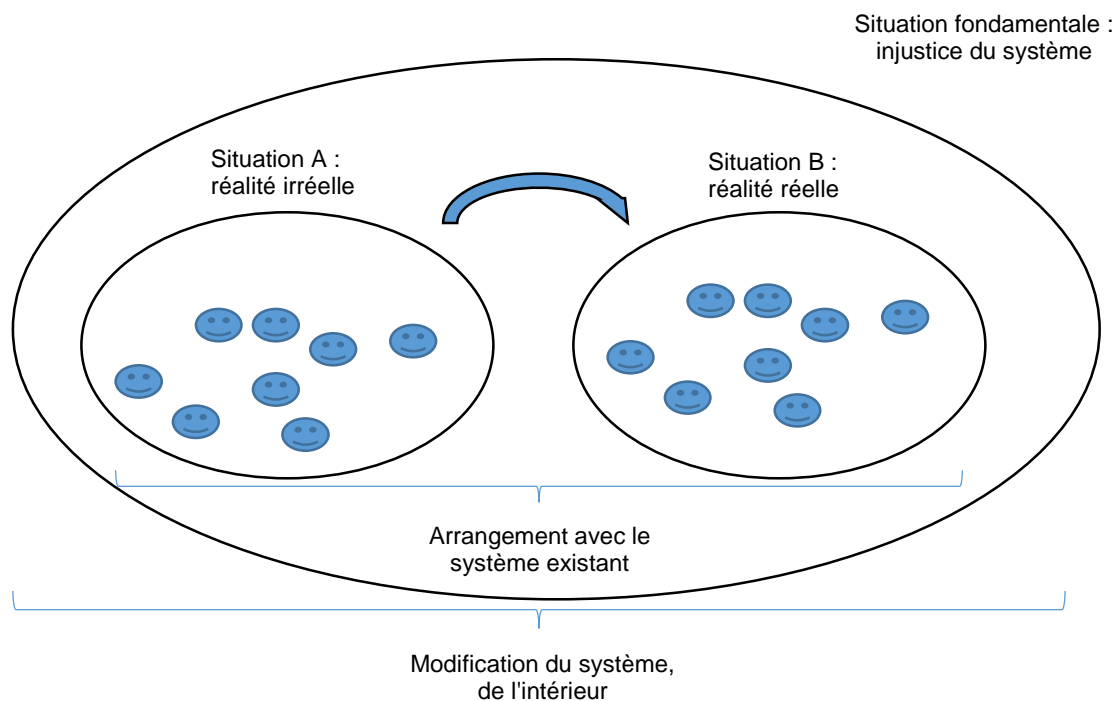 Situation fondamentale :
injustice du système
Situation A :
réalité irréelle
Situation B :
réalité réelle
Arrangement avec le
système existant
Modification du système,
de l'intérieur